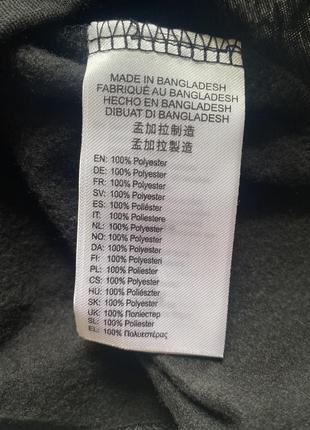 MADE IN BANGLADESH
FABRIQUÉ AU BANGLADESH
HECHO EN BANGLADESH
DIBUAT DI BANGLADESH
孟加拉制造
孟加拉製造
EN: 100% Polyester
DE: 100% Polyester
FR: 100% Polyester
SV: 100% Polyester
ES: 100% Poliéster
IT: 100% Poliestere
NL: 100% Polyester
NO: 100% Polyester
DA: 100% Polyester
FI: 100% Polyesteri
PL: 100% Poliester
CS: 100% Polyester
HU: 100% Poliészter
SK: 100% Polyester
UK: 100% Поліестер
SL: 100% Poliester
EL: 100% Πολυεστέρας